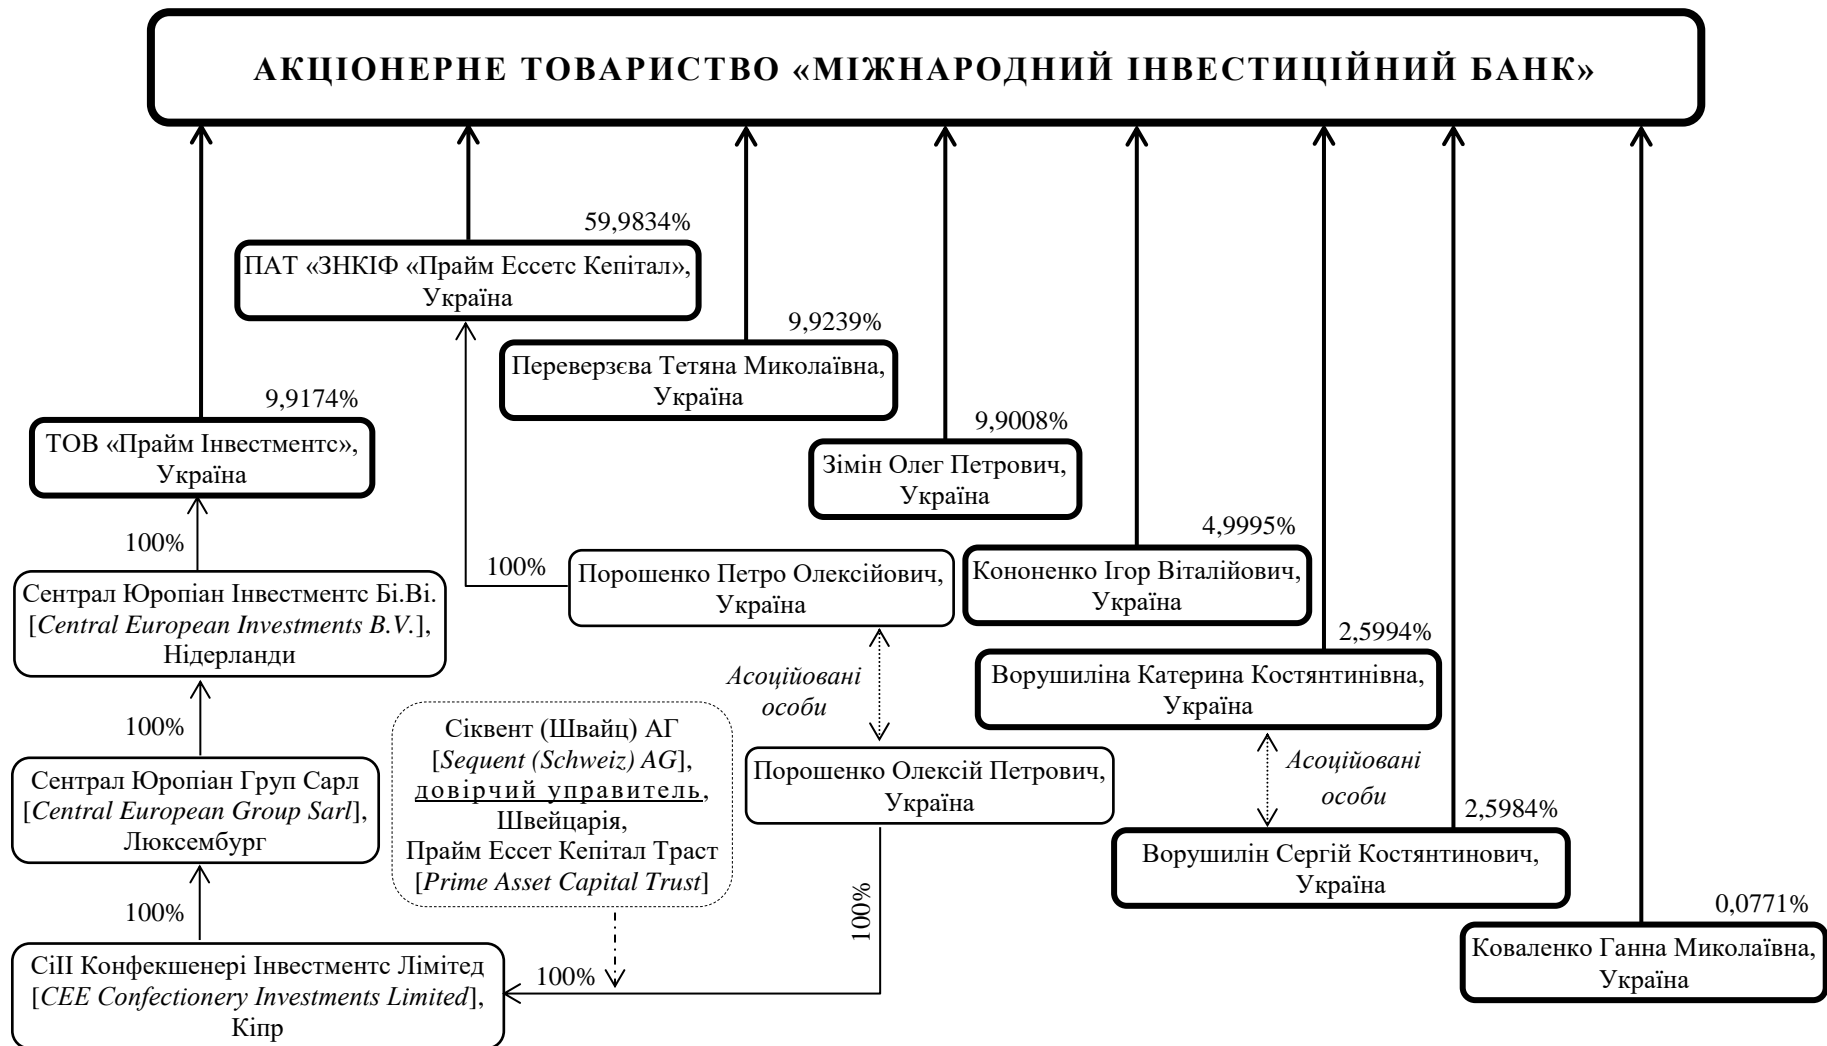 АКЦІОНЕРНЕ ТОВАРИСТВО «МІЖНАРОДНИЙ ІНВЕСТИЦІЙНИЙ БАНК»
59,9834%
ПАТ «ЗНКІФ «Прайм Ессетс Кепітал»,
Україна
9,9239%
Переверзєва Тетяна Миколаївна,
Україна
9,9174%
ТОВ «Прайм Інвестментс»,
Україна
9,9008%
Зімін Олег Петрович,
Україна
4,9995%
Кононенко Ігор Віталійович,
Україна
100%
100%
Порошенко Петро Олексійович,
Україна
Сентрал Юропіан Інвестментс Бі.Ві.
[Central European Investments B.V.],
Нідерланди
2,5994%
Ворушиліна Катерина Костянтинівна,
Україна
Асоційовані
особи
100%
Сіквент (Швайц) АГ
[Sequent (Schweiz) AG],
довірчий управитель,
Швейцарія,
Прайм Ессет Кепітал Траст
[Prime Asset Capital Trust]
Порошенко Олексій Петрович,
Україна
Асоційовані
особи
Сентрал Юропіан Груп Сарл
[Central European Group Sarl],
Люксембург
2,5984%
Ворушилін Сергій Костянтинович,
Україна
100%
100%
0,0771%
Коваленко Ганна Миколаївна,
Україна
СіІІ Конфекшенері Інвестментс Лімітед
[CEE Confectionery Investments Limited],
Кіпр
100%